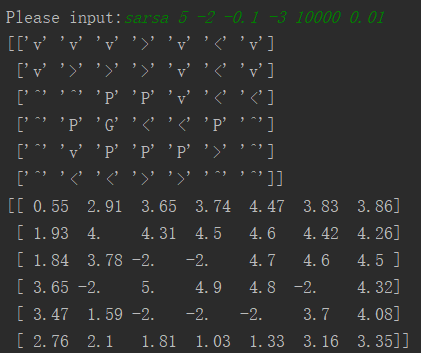 Please input:sarsa 5 -2 -0.1 -3 10000 0.01
[['v' 'v' 'v' '>' 'v' '<' 'v']
 ['v' '>' '>' '>' 'v' '<' 'v']
 ['^' '^' 'P' 'P' 'v' '<' '<']
 ['^' 'P' 'G' '<' '<' 'P' '^']
 ['^' 'v' 'P' 'P' 'P' '>' '^']
 ['^' '<' '<' '>' '>' '^' '^']]
[[ 0.55  2.91  3.65  3.74  4.47  3.83  3.86]
 [ 1.93  4.    4.31  4.5   4.6   4.42  4.26]
 [ 1.84  3.78 -2.   -2.    4.7   4.6   4.5 ]
 [ 3.65 -2.    5.    4.9   4.8  -2.    4.32]
 [ 3.47  1.59 -2.   -2.   -2.    3.7   4.08]
 [ 2.76  2.1   1.81  1.03  1.33  3.16  3.35]]